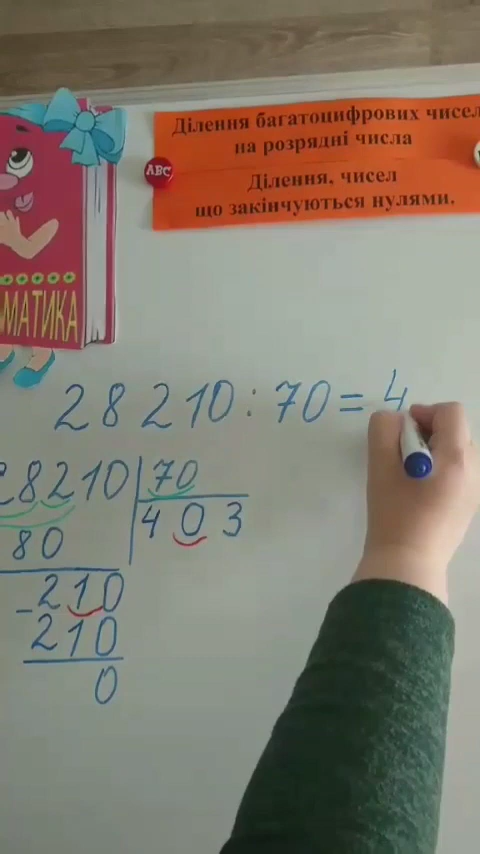 Ділення багатоцифрових чисел
на розрядні числа
ABC
Ділення, чисел
що закінчуються нулями.
МАТИКА
28210:70=4
28210 70
80 403
-210
210
0